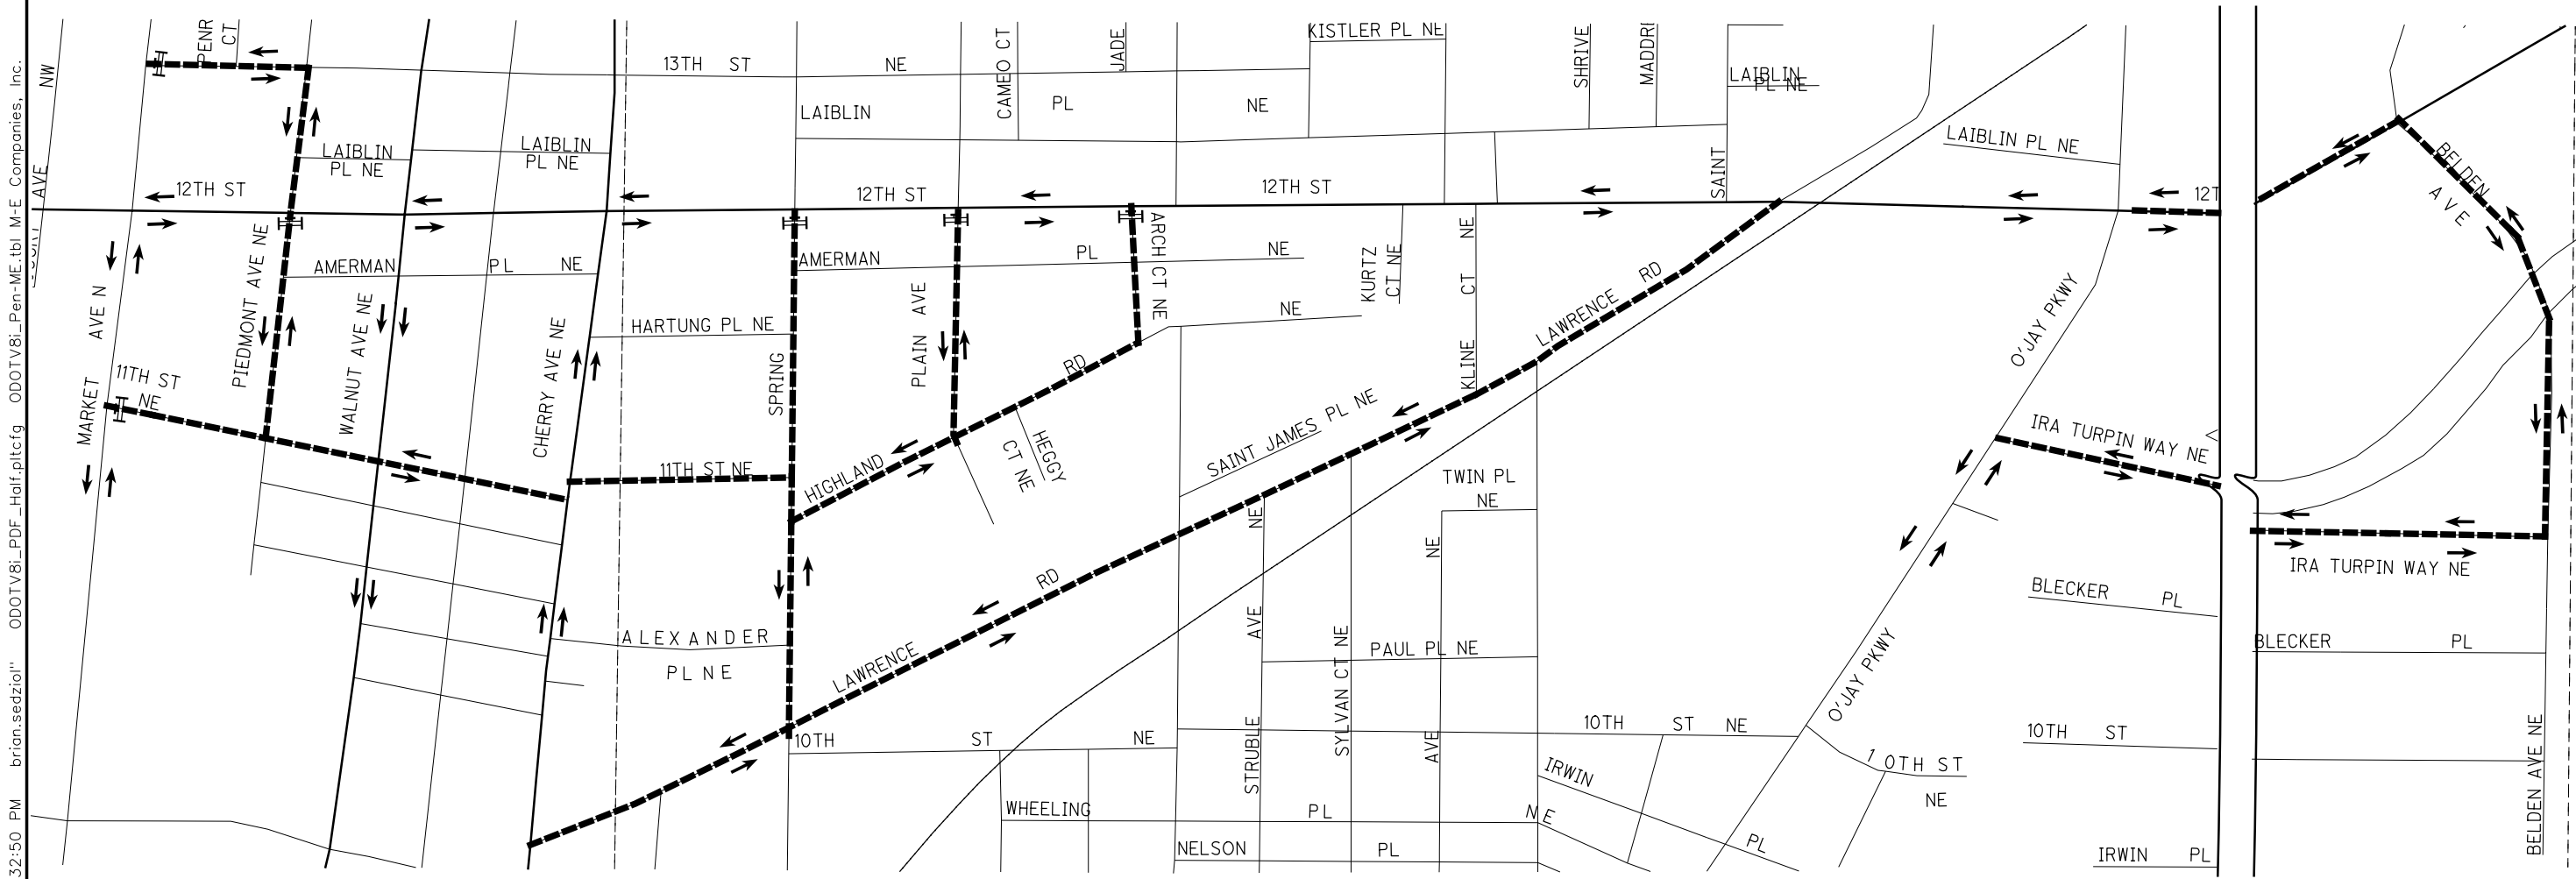 32:50 PM brian.sedziol" ODOTV8i_PDF_Half.pltcfg ODOTV8i_Pen-ME.tbl M-E Companies, Inc.
NW
AVE
PENR
CT
13TH ST NE
CAMEO CT
JADE
KISTLER PL NE
SHRIVE
MADDRI
LAIBLIN
PL NE
LAIBLIN PL NE
LAIBLIN
PL NE
LAIBLIN
PL NE
LAIBLIN PL NE
SAINT
12TH ST
12TH ST
12TH ST
12T
BELDEN
AVE
MARKET AVE N
PIEDMONT AVE NE
WALNUT AVE NE
CHERRY AVE NE
AMERMAN PL NE
AMERMAN PL NE
HARTUNG PL NE
SPRING
PLAIN AVE
ARCH CT NE
NE
KURTZ
CT NE
KLINE CT NE
LAWRENCE RD
O'JAY PKWY
11TH ST
NE
11TH ST NE
HIGHLAND RD
HEGGY
CT NE
SAINT JAMES PL NE
TWIN PL
NE
IRA TURPIN WAY NE
IRA TURPIN WAY NE
ALEXANDER
PL NE
LAWRENCE RD
STRUBLE AVE NE
SYLVAN CT NE
AVE NE
PAUL PL NE
O'JAY PKWY
BLECKER PL
BLECKER PL
10TH ST NE
10TH ST NE
10TH ST
NE
10TH ST
WHEELING PL NE
NELSON PL
IRWIN PL
IRWIN PL
BELDEN AVE NE